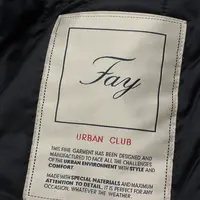 Fay
URBAN CLUB
THIS FINE GARMENT HAS BEEN DESIGNED AND
MANUFACTURED TO FACE ALL THE CHALLENGES
OF THE URBAN ENVIRONMENT WITH STYLE AND
COMFORT.
MADE WITH SPECIAL MATERIALS AND MAXIMUM
ATTENTION TO DETAIL, IT IS PERFECT FOR ANY
OCCASION, WHATEVER THE WEATHER.